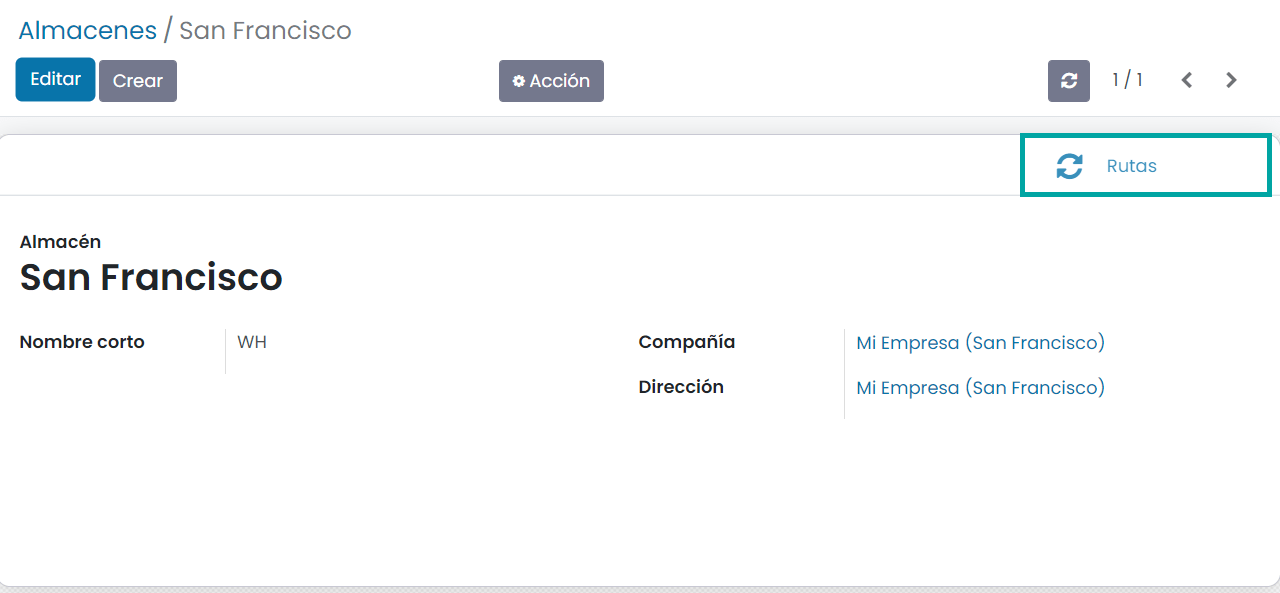 Almacenes / San Francisco
Editar Crear Acción 1 / 1
Rutas
Almacén
San Francisco
Nombre corto WH Compañía Mi Empresa (San Francisco)
Dirección Mi Empresa (San Francisco)